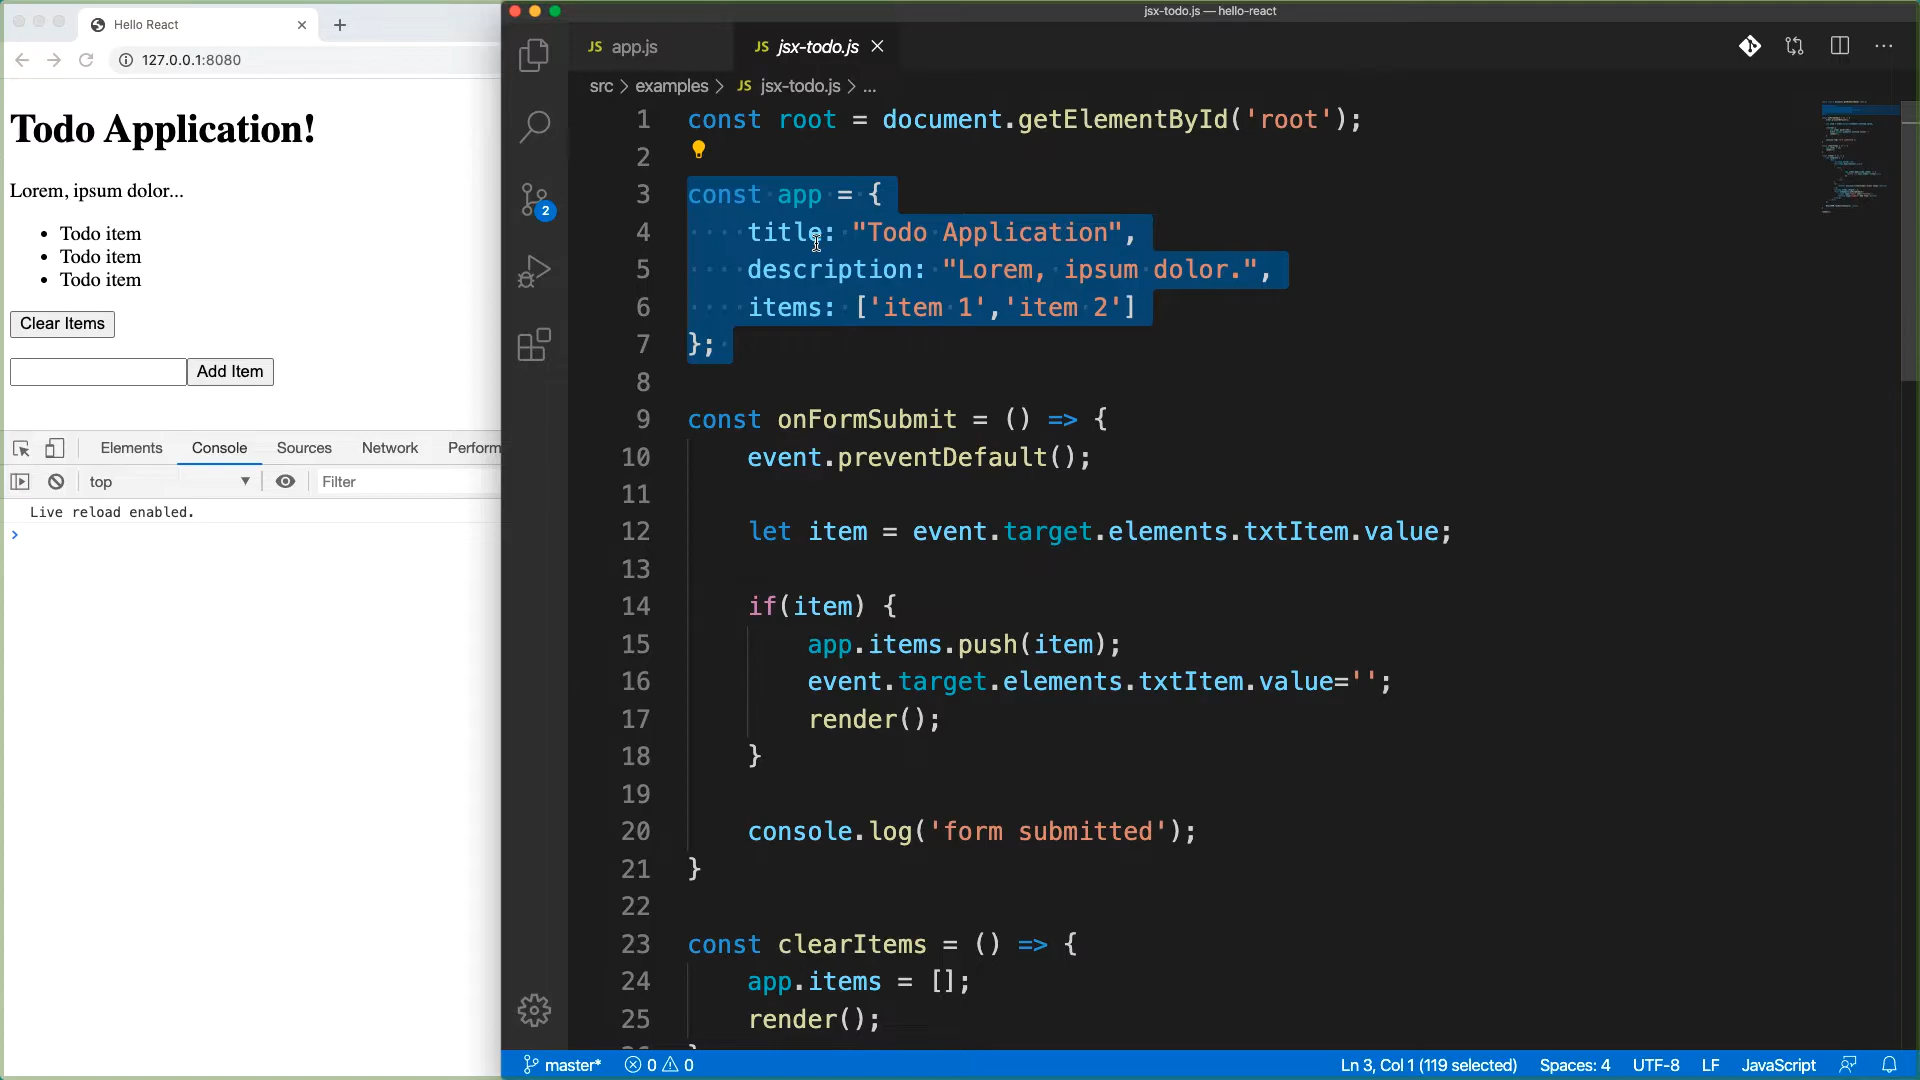 Hello React
127.0.0.1:8080
Todo Application!
Lorem, ipsum dolor...
Todo item
Todo item
Todo item
Clear Items
Add Item
Elements Console Sources Network Perform
top Filter
Live reload enabled.
jsx-todo.js — hello-react
JS app.js JS jsx-todo.js
src > examples > JS jsx-todo.js > ...
2
1 const root = document.getElementById('root');
2
3 const app = {
4 title: "Todo Application",
5 description: "Lorem, ipsum dolor.",
6 items: ['item 1','item 2']
7 };
8
9 const onFormSubmit = () => {
10 event.preventDefault();
11
12 let item = event.target.elements.txtItem.value;
13
14 if(item) {
15 app.items.push(item);
16 event.target.elements.txtItem.value='';
17 render();
18 }
19
20 console.log('form submitted');
21 }
22
23 const clearItems = () => {
24 app.items = [];
25 render();
master* 0 0 Ln 3, Col 1 (119 selected) Spaces: 4 UTF-8 LF JavaScript